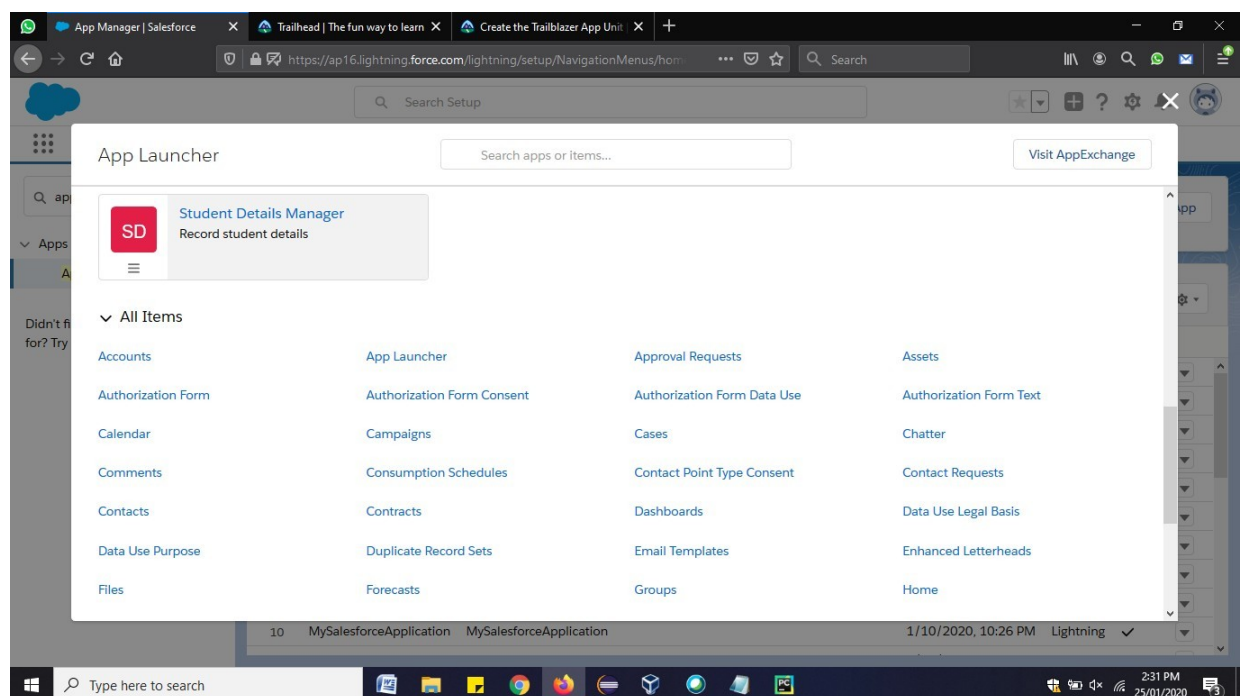 App Manager | Salesforce
Trailhead | The fun way to learn
Create the Trailblazer App Unit
https://ap16.lightning.force.com/lightning/setup/NavigationMenus/hom
Search
Search Setup
App Launcher
Search apps or items...
Visit AppExchange
app
App
SD
Student Details Manager
Record student details
Apps
A
All Items
Didn't fi
for? Try
Accounts App Launcher Approval Requests Assets
Authorization Form Authorization Form Consent Authorization Form Data Use Authorization Form Text
Calendar Campaigns Cases Chatter
Comments Consumption Schedules Contact Point Type Consent Contact Requests
Contacts Contracts Dashboards Data Use Legal Basis
Data Use Purpose Duplicate Record Sets Email Templates Enhanced Letterheads
Files Forecasts Groups Home
10 MySalesforceApplication MySalesforceApplication 1/10/2020, 10:26 PM Lightning
Type here to search
PC
2:31 PM
25/01/2020
3